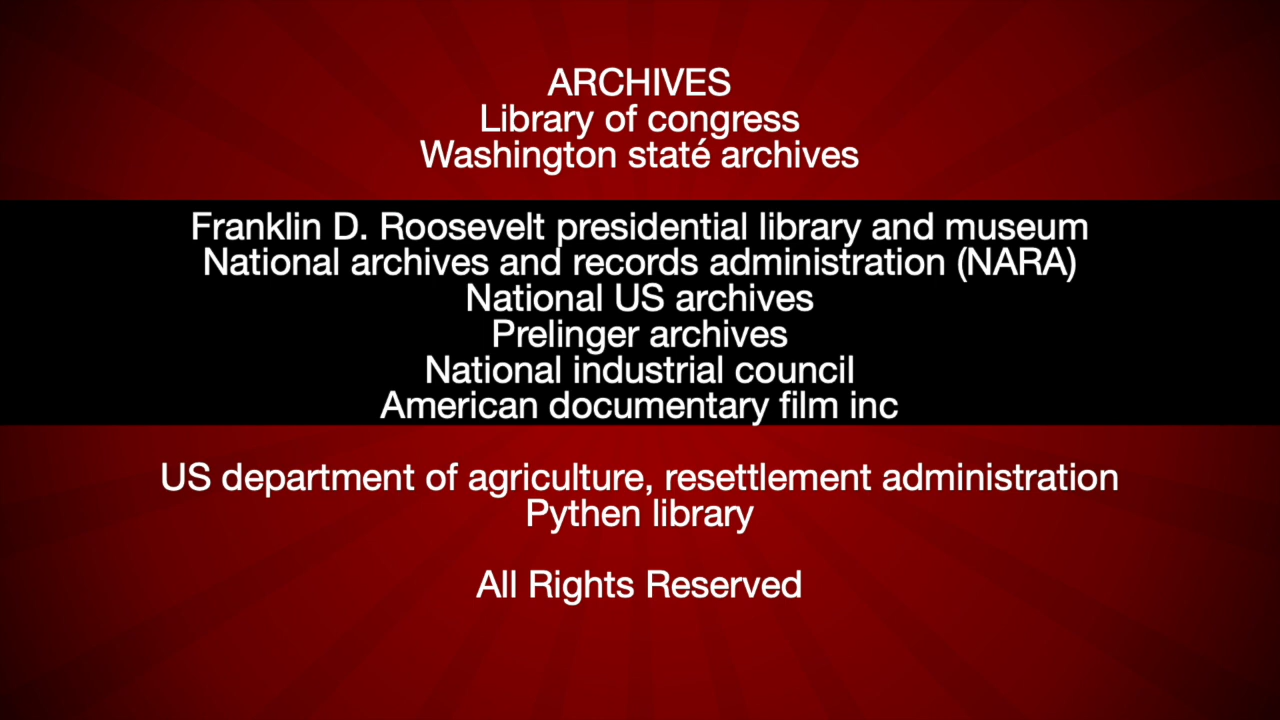 ARCHIVES
Library of congress
Washington staté archives
Franklin D. Roosevelt presidential library and museum
National archives and records administration (NARA)
National US archives
Prelinger archives
National industrial council
American documentary film inc
US department of agriculture, resettlement administration
Pythen library
All Rights Reserved